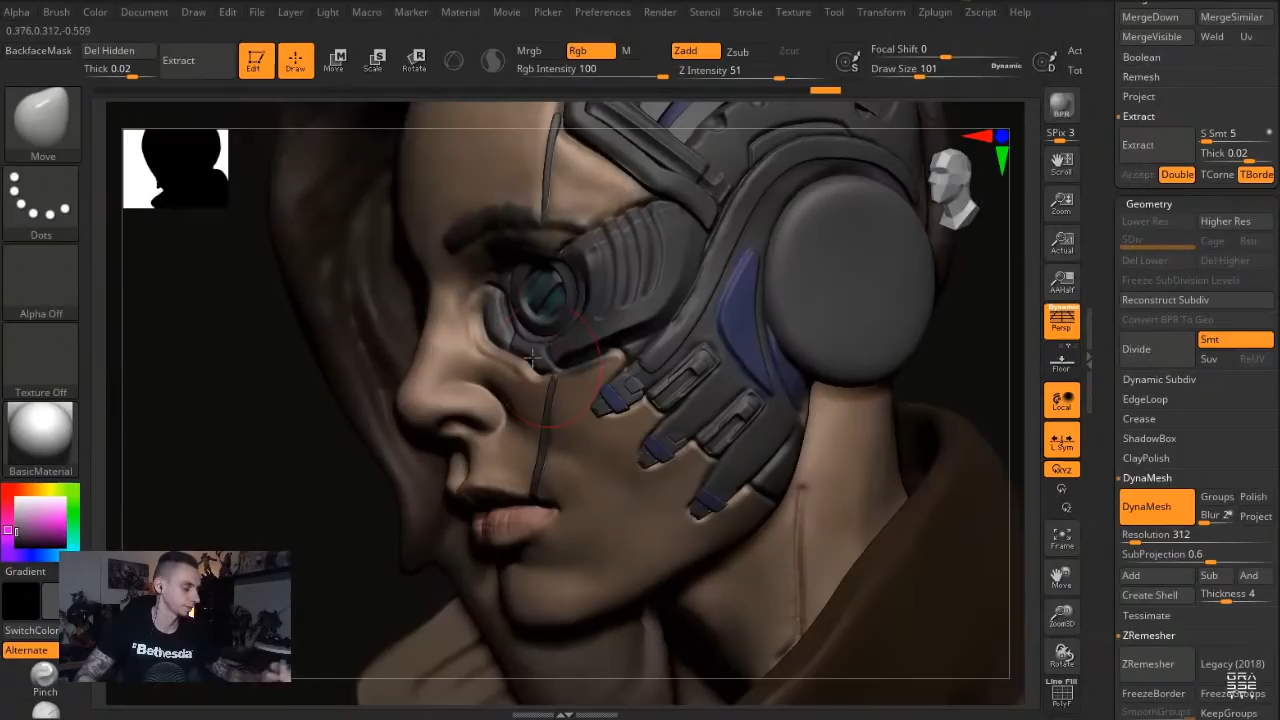 Alpha Brush Color Document Draw Edit File Layer Light Macro Marker Material Movie Picker Preferences Render Stencil Stroke Texture Tool Transform Zplugin Zscript Help
0.376,0.312,-0.559
BackfaceMask
Del Hidden
Thick 0.02
Extract
Edit
Draw
Move
Scale
Rotate
Mrgb Rgb M
Rgb Intensity 100
Zadd Zsub Zcut
Z Intensity 51
S
Focal Shift 0
Draw Size 101 Dynamic
D
Act
Tot
Move
Dots
Alpha Off
Texture Off
BasicMaterial
Gradient
SwitchColor
Alternate
Pinch
"Bethesda
BPR
SPix 3
Scroll
Zoom
Actual
AAHalf
Dynamic
Persp
Floor
Local
L.Sym
XYZ
Y
Z
Frame
Move
Zoom3D
Rotate
Line Fill
PolyF
MergeDown MergeSimilar
MergeVisible Weld Uv
Boolean
Remesh
Project
Extract
Extract
S Smt 5
Thick 0.02
Accept Double TCorne TBorde
Geometry
Lower Res Higher Res
SDiv Cage Rsu
Del Lower Del Higher
Freeze SubDivision Levels
Reconstruct Subdiv
Convert BPR To Geo
Divide
Smt
Suv ReUV
Dynamic Subdiv
EdgeLoop
Crease
ShadowBox
ClayPolish
DynaMesh
DynaMesh
Groups Polish
Blur 2 Project
Resolution 312
SubProjection 0.6
Add Sub And
Create Shell Thickness 4
Tessimate
ZRemesher
ZRemesher Legacy (2018)
FreezeBorder FreezeGroups
SmoothGroups KeepGroups